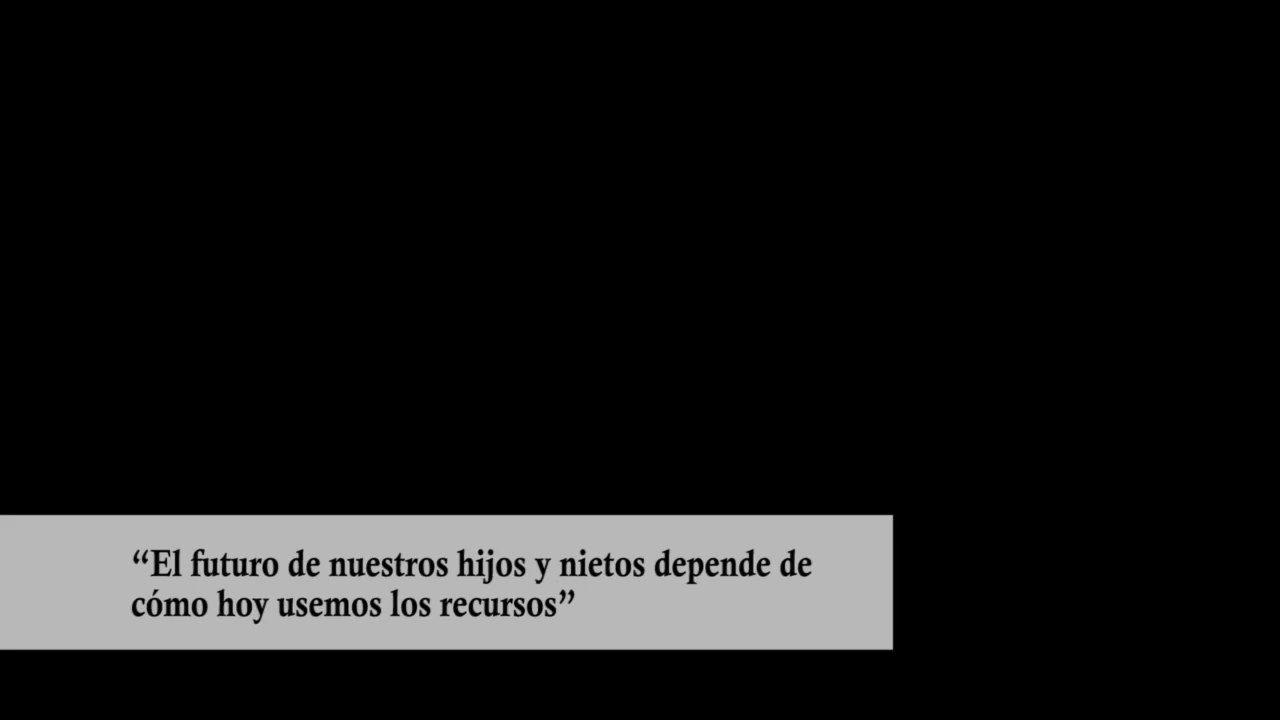 “El futuro de nuestros hijos y nietos depende de
cómo hoy usemos los recursos”